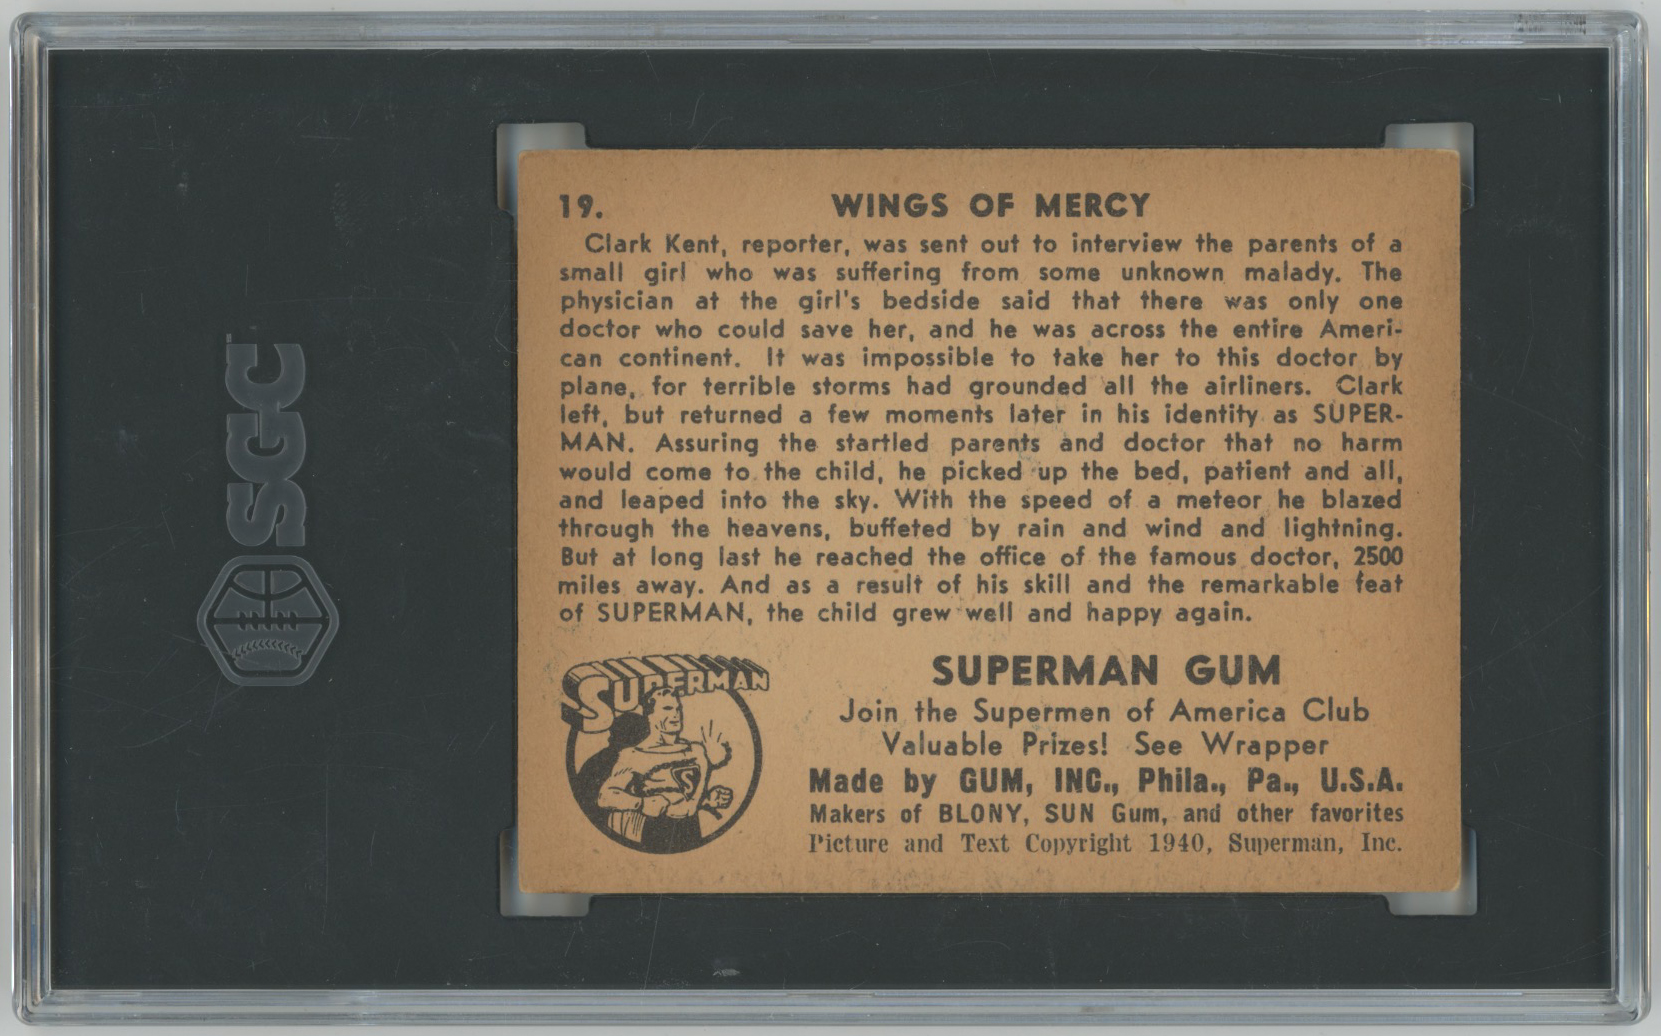 19. WINGS OF MERCY
Clark Kent, reporter, was sent out to interview the parents of a
small girl who was suffering from some unknown malady. The
physician at the girl's bedside said that there was only one
doctor who could save her, and he was across the entire Ameri-
can continent. It was impossible to take her to this doctor by
plane, for terrible storms had grounded all the airliners. Clark
left, but returned a few moments later in his identity as SUPER-
MAN. Assuring the startled parents and doctor that no harm
would come to the child, he picked up the bed, patient and all,
and leaped into the sky. With the speed of a meteor he blazed
through the heavens, buffeted by rain and wind and lightning.
But at long last he reached the office of the famous doctor, 2500
miles away. And as a result of his skill and the remarkable feat
of SUPERMAN, the child grew well and happy again.
SUPERMAN
S
SUPERMAN GUM
Join the Supermen of America Club
Valuable Prizes! See Wrapper
Made by GUM, INC., Phila., Pa., U.S.A.
Makers of BLONY, SUN Gum, and other favorites
Picture and Text Copyright 1940, Superman, Inc.
SGC